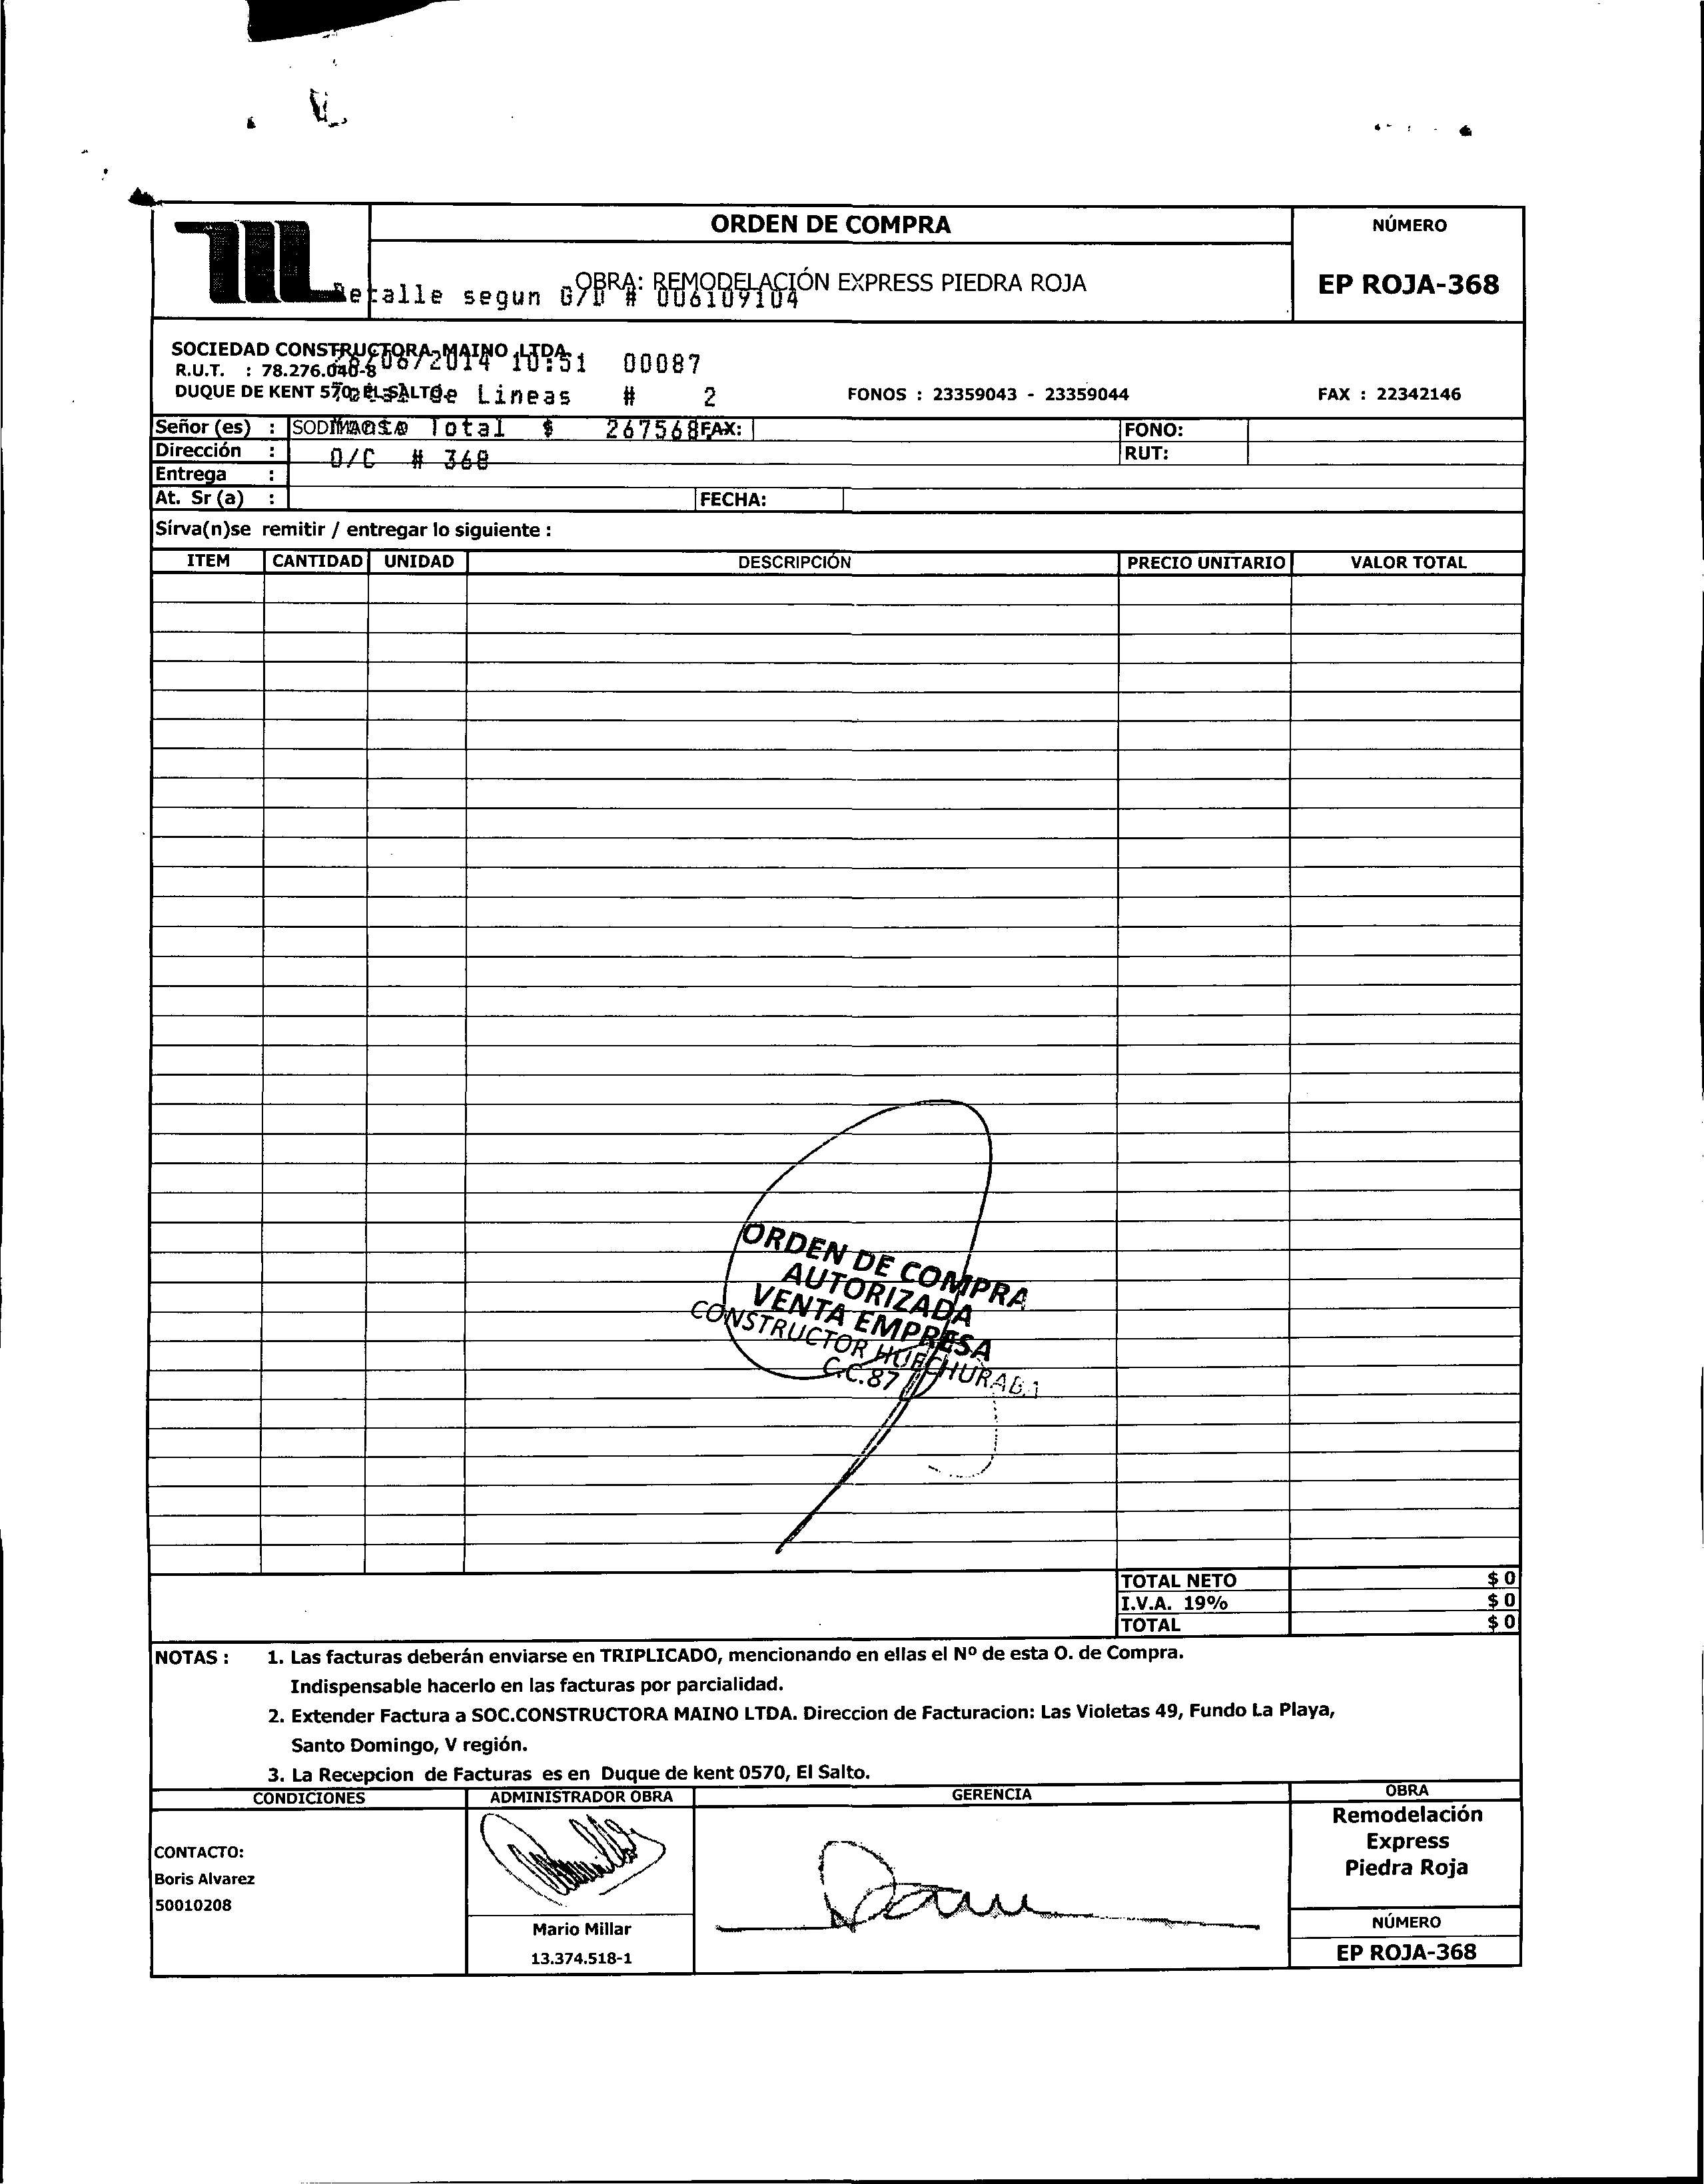 ORDEN DE COMPRA
NÚMERO
OBRA: REMODELACIÓN EXPRESS PIEDRA ROJA
EP ROJA-368
Detalle segun G/D # 006109104
SOCIEDAD CONSTRUCTORA MAINO LTDA.
/2014 10:51 00087
R.U.T. : 78.276.040-8
DUQUE DE KENT 570, EL SALTO
de Lineas # 2
FONOS : 23359043 - 23359044
FAX : 22342146
Señor (es) :
Total $ 267568
FAX:
FONO:
Dirección :
O/C # 368
RUT:
Entrega :
At. Sr (a) :
FECHA:
Sírva(n)se remitir / entregar lo siguiente :
ITEM CANTIDAD UNIDAD DESCRIPCIÓN PRECIO UNITARIO VALOR TOTAL
ORDEN DE COMPRA
AUTORIZADA
VENTA EMPRESA
CONSTRUCTOR HUECHURABA
C.C.87
TOTAL NETO $ 0
I.V.A. 19% $ 0
TOTAL $ 0
NOTAS : 1. Las facturas deberán enviarse en TRIPLICADO, mencionando en ellas el Nº de esta O. de Compra.
Indispensable hacerlo en las facturas por parcialidad.
2. Extender Factura a SOC.CONSTRUCTORA MAINO LTDA. Direccion de Facturacion: Las Violetas 49, Fundo La Playa,
Santo Domingo, V región.
3. La Recepcion de Facturas es en Duque de kent 0570, El Salto.
CONDICIONES ADMINISTRADOR OBRA GERENCIA OBRA
Remodelación
Express
Piedra Roja
CONTACTO:
Boris Alvarez
50010208
Mario Millar
13.374.518-1
NÚMERO
EP ROJA-368